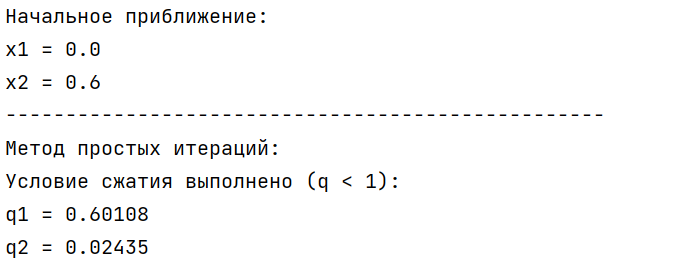 Начальное приближение:
x1 = 0.0
x2 = 0.6
--------------------------------------------------
Метод простых итераций:
Условие сжатия выполнено (q < 1):
q1 = 0.60108
q2 = 0.02435